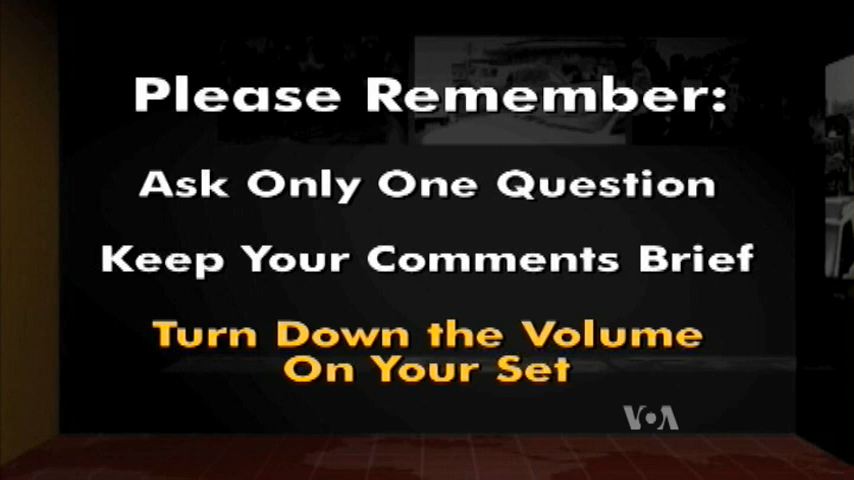 Please Remember:
Ask Only One Question
Keep Your Comments Brief
Turn Down the Volume
On Your Set
VOA